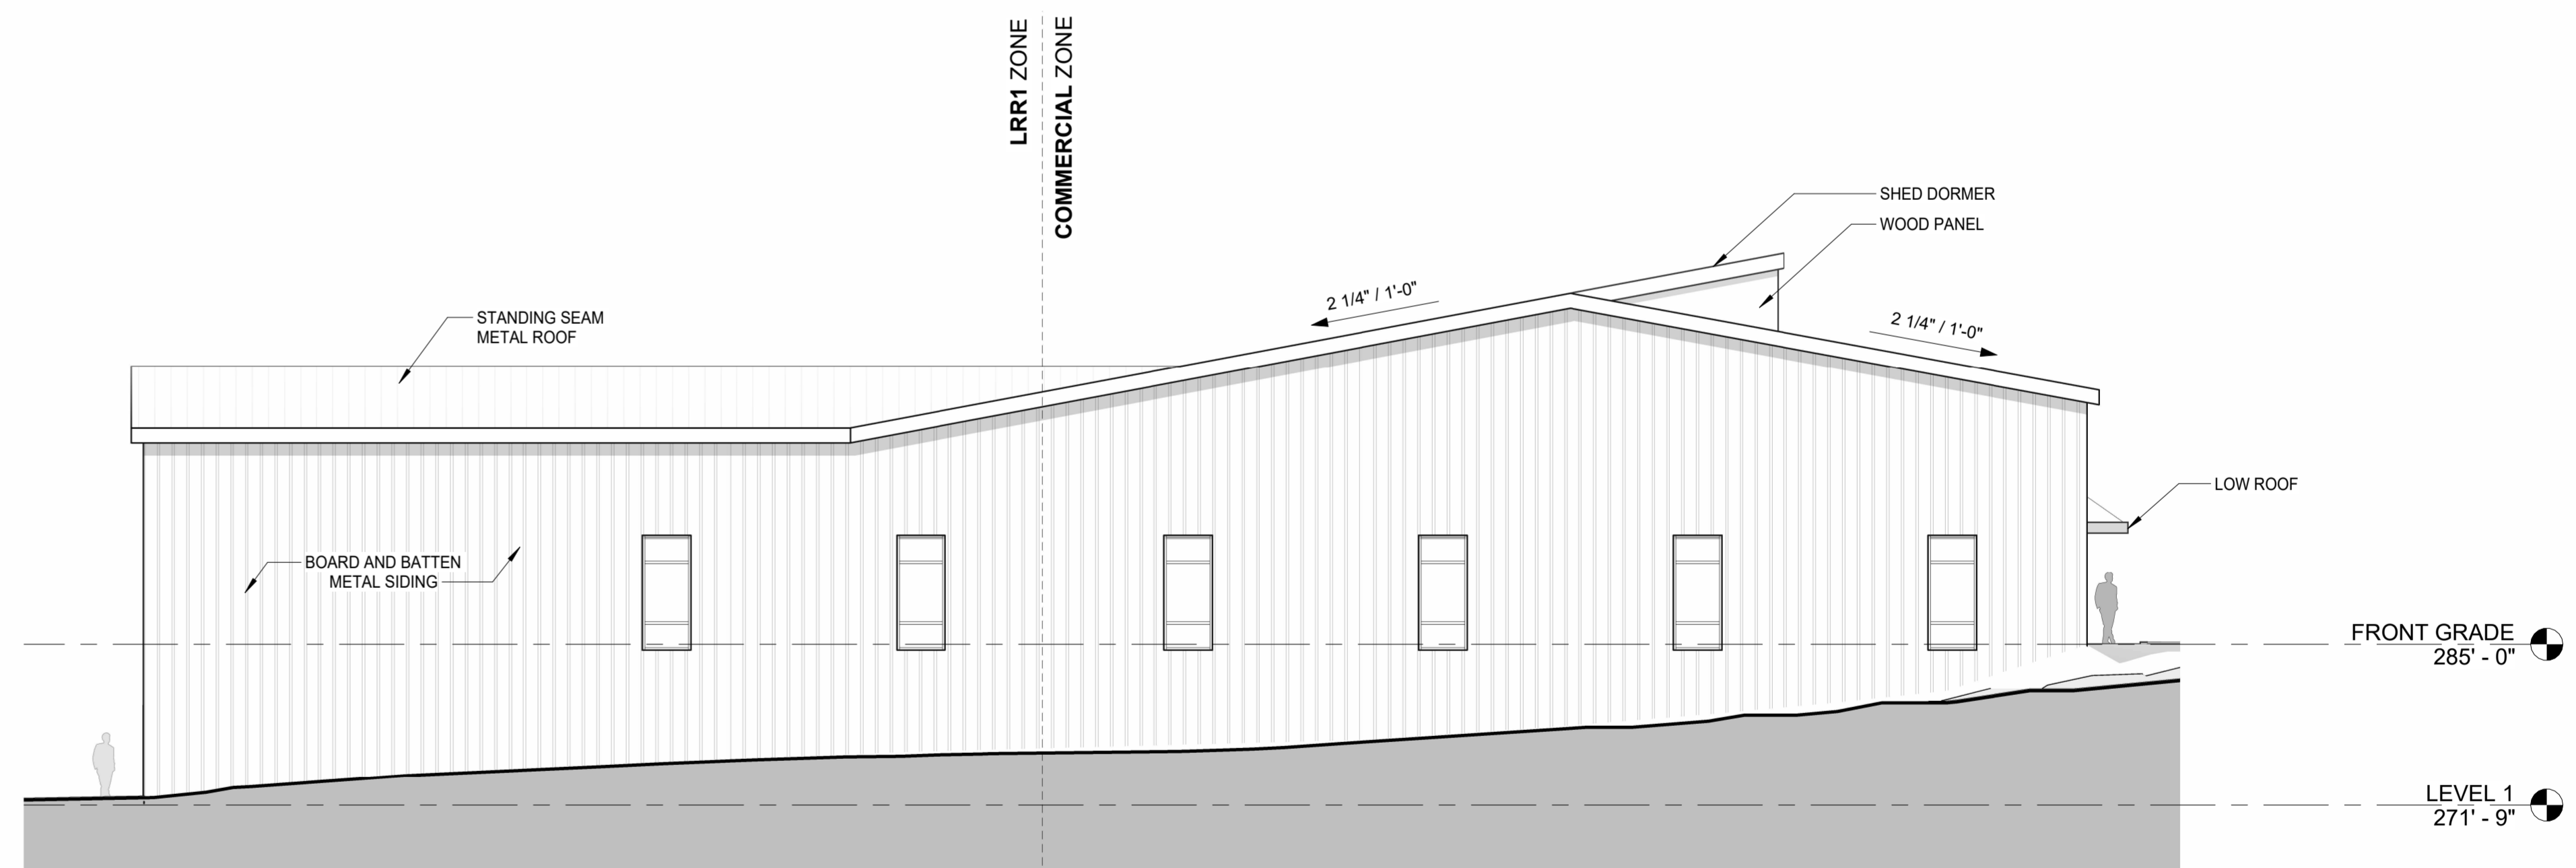 LRR1 ZONE
COMMERCIAL ZONE
SHED DORMER
WOOD PANEL
2 1/4" / 1'-0"
2 1/4" / 1'-0"
STANDING SEAM
METAL ROOF
LOW ROOF
BOARD AND BATTEN
METAL SIDING
FRONT GRADE
285' - 0"
LEVEL 1
271' - 9"